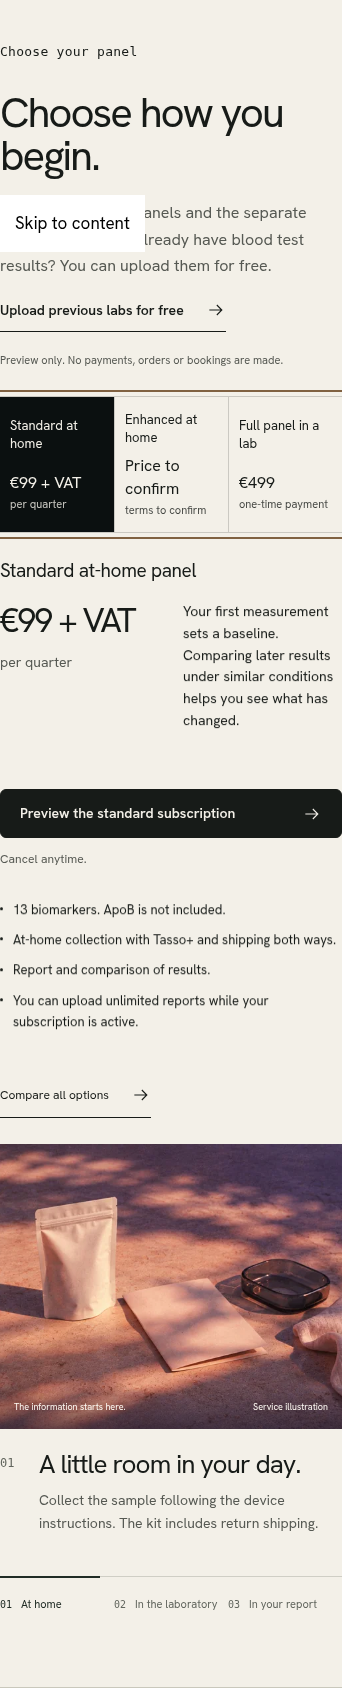 Choose your panel
Choose how you
begin.
Skip to content
anels and the separate
lready have blood test
results? You can upload them for free.
Upload previous labs for free
Preview only. No payments, orders or bookings are made.
Standard at
home
€99 + VAT
per quarter
Enhanced at
home
Price to
confirm
terms to confirm
Full panel in a
lab
€499
one-time payment
Standard at-home panel
€99 + VAT
per quarter
Your first measurement
sets a baseline.
Comparing later results
under similar conditions
helps you see what has
changed.
Preview the standard subscription
Cancel anytime.
13 biomarkers. ApoB is not included.
At-home collection with Tasso+ and shipping both ways.
Report and comparison of results.
You can upload unlimited reports while your
subscription is active.
Compare all options
The information starts here.
Service illustration
01
A little room in your day.
Collect the sample following the device
instructions. The kit includes return shipping.
01 At home
02 In the laboratory
03 In your report